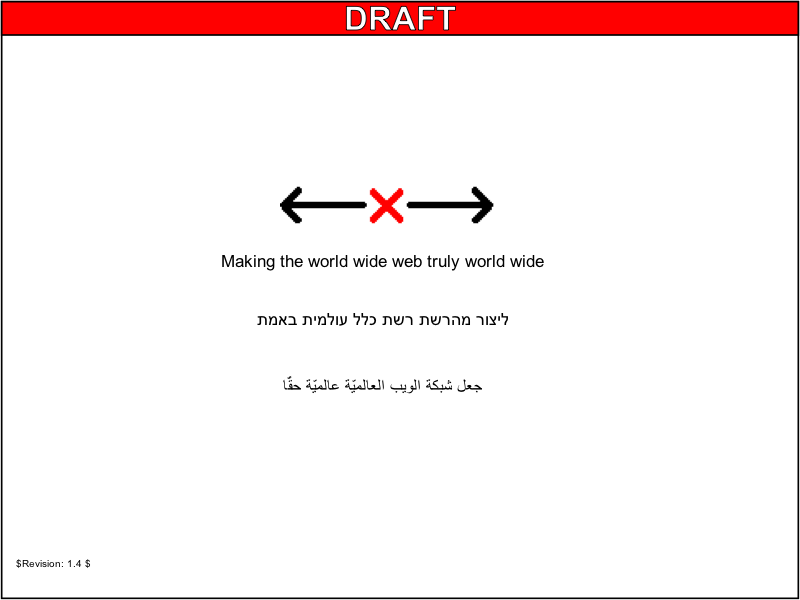 DRAFT
Making the world wide web truly world wide
ליצור מהרשת רשת כלל עולמית באמת
جعل شبكة الويب العالميّة عالميّة حقٌا
$Revision: 1.4 $